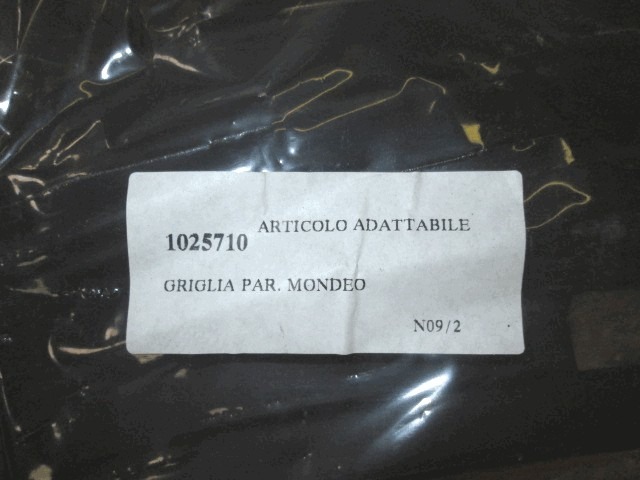 1025710 ARTICOLO ADATTABILE
GRIGLIA PAR. MONDEO
N09/2